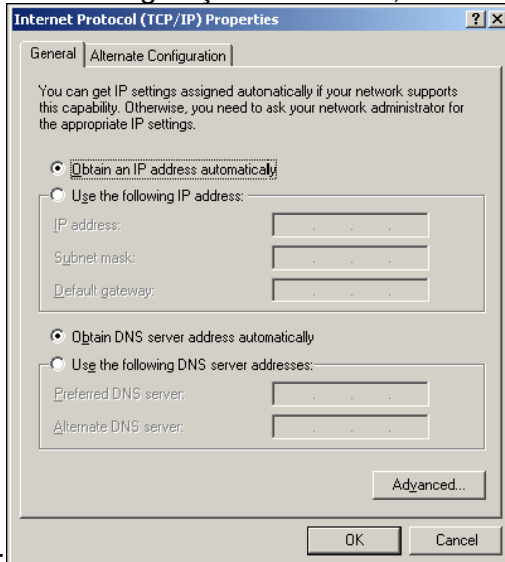 Internet Protocol (TCP/IP) Properties
General
Alternate Configuration
You can get IP settings assigned automatically if your network supports
this capability. Otherwise, you need to ask your network administrator for
the appropriate IP settings.
Obtain an IP address automatically
Use the following IP address:
IP address:
Subnet mask:
Default gateway:
Obtain DNS server address automatically
Use the following DNS server addresses:
Preferred DNS server:
Alternate DNS server:
Advanced...
OK
Cancel